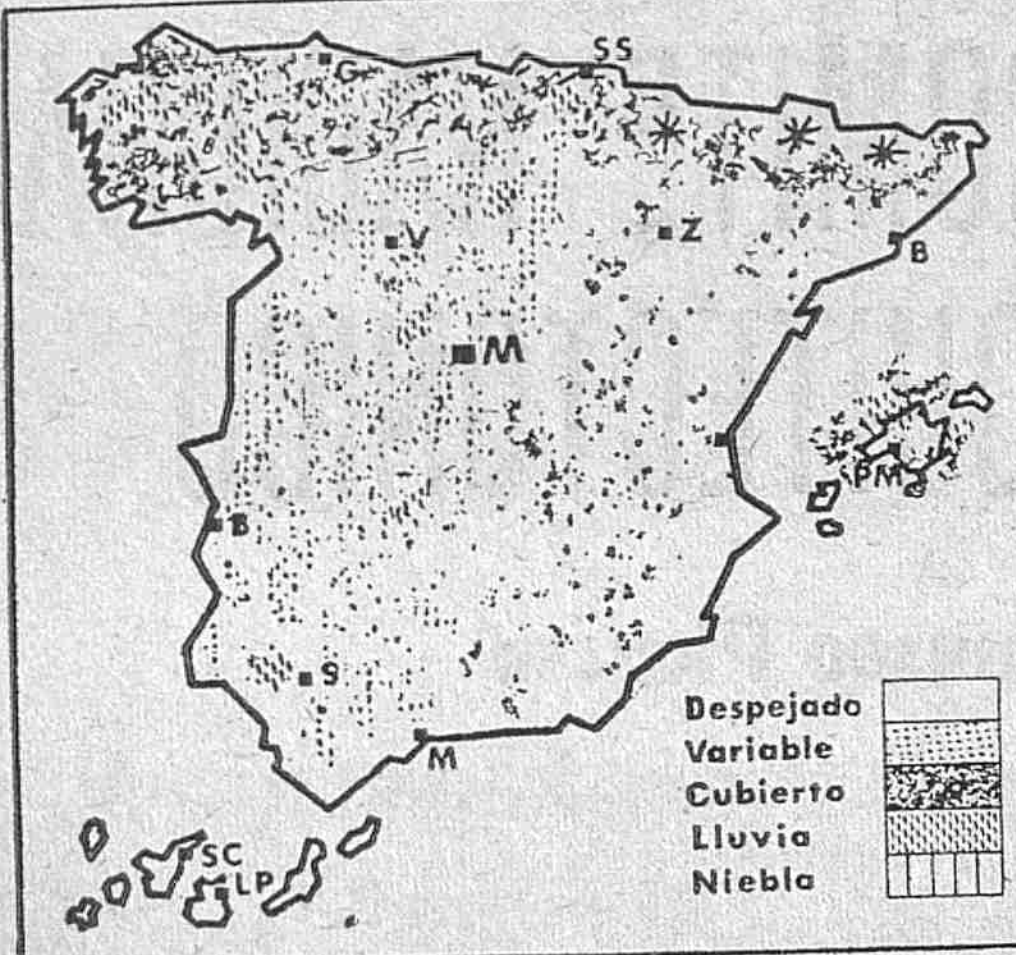 SS
G
V
Z
B
M
PM
B
S
M
SC
LP
Despejado
Variable
Cubierto
Lluvia
Niebla